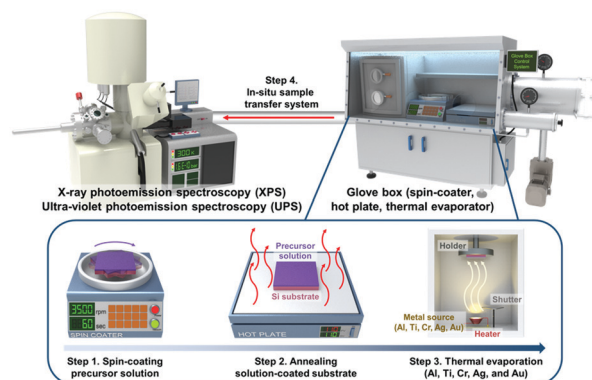 Step 4.
In-situ sample
transfer system
Glove Box
Control
System
X-ray photoemission spectroscopy (XPS)
Ultra-violet photoemission spectroscopy (UPS)
Glove box (spin-coater,
hot plate, thermal evaporator)
3500 rpm
60 sec
SPIN COATER
Precursor
solution
Si substrate
HOT PLATE
Holder
Shutter
Metal source
(Al, Ti, Cr, Ag, Au)
Heater
Step 1. Spin-coating
precursor solution
Step 2. Annealing
solution-coated substrate
Step 3. Thermal evaporation
(Al, Ti, Cr, Ag, and Au)